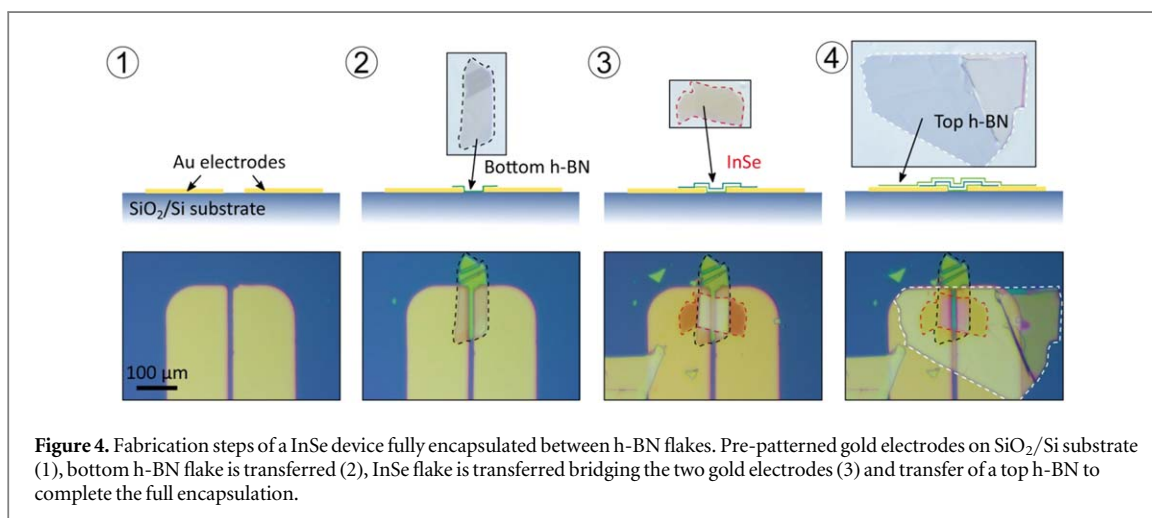 1
2
3
4
Au electrodes
SiO₂/Si substrate
Bottom h-BN
InSe
Top h-BN
100 μm
Figure 4. Fabrication steps of a InSe device fully encapsulated between h-BN flakes. Pre-patterned gold electrodes on SiO₂/Si substrate
(1), bottom h-BN flake is transferred (2), InSe flake is transferred bridging the two gold electrodes (3) and transfer of a top h-BN to
complete the full encapsulation.